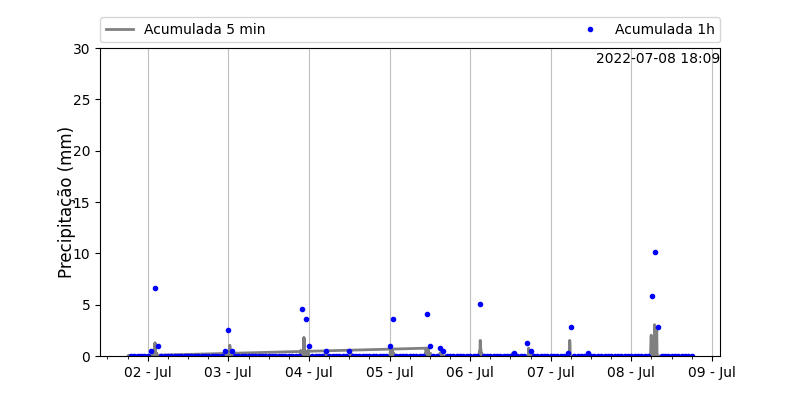 Acumulada 5 min
Acumulada 1h
2022-07-08 18:09
Precipitação (mm)
30
25
20
15
10
5
0
02 - Jul
03 - Jul
04 - Jul
05 - Jul
06 - Jul
07 - Jul
08 - Jul
09 - Jul